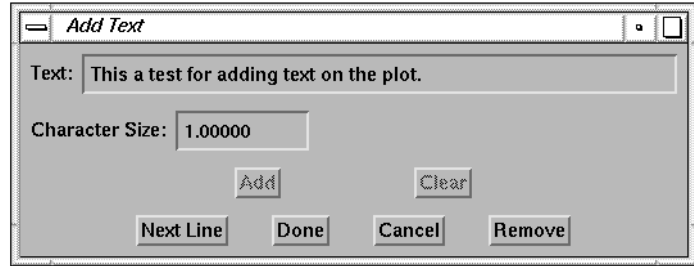 Add Text
Text: This a test for adding text on the plot.
Character Size: 1.00000
Add Clear
Next Line Done Cancel Remove